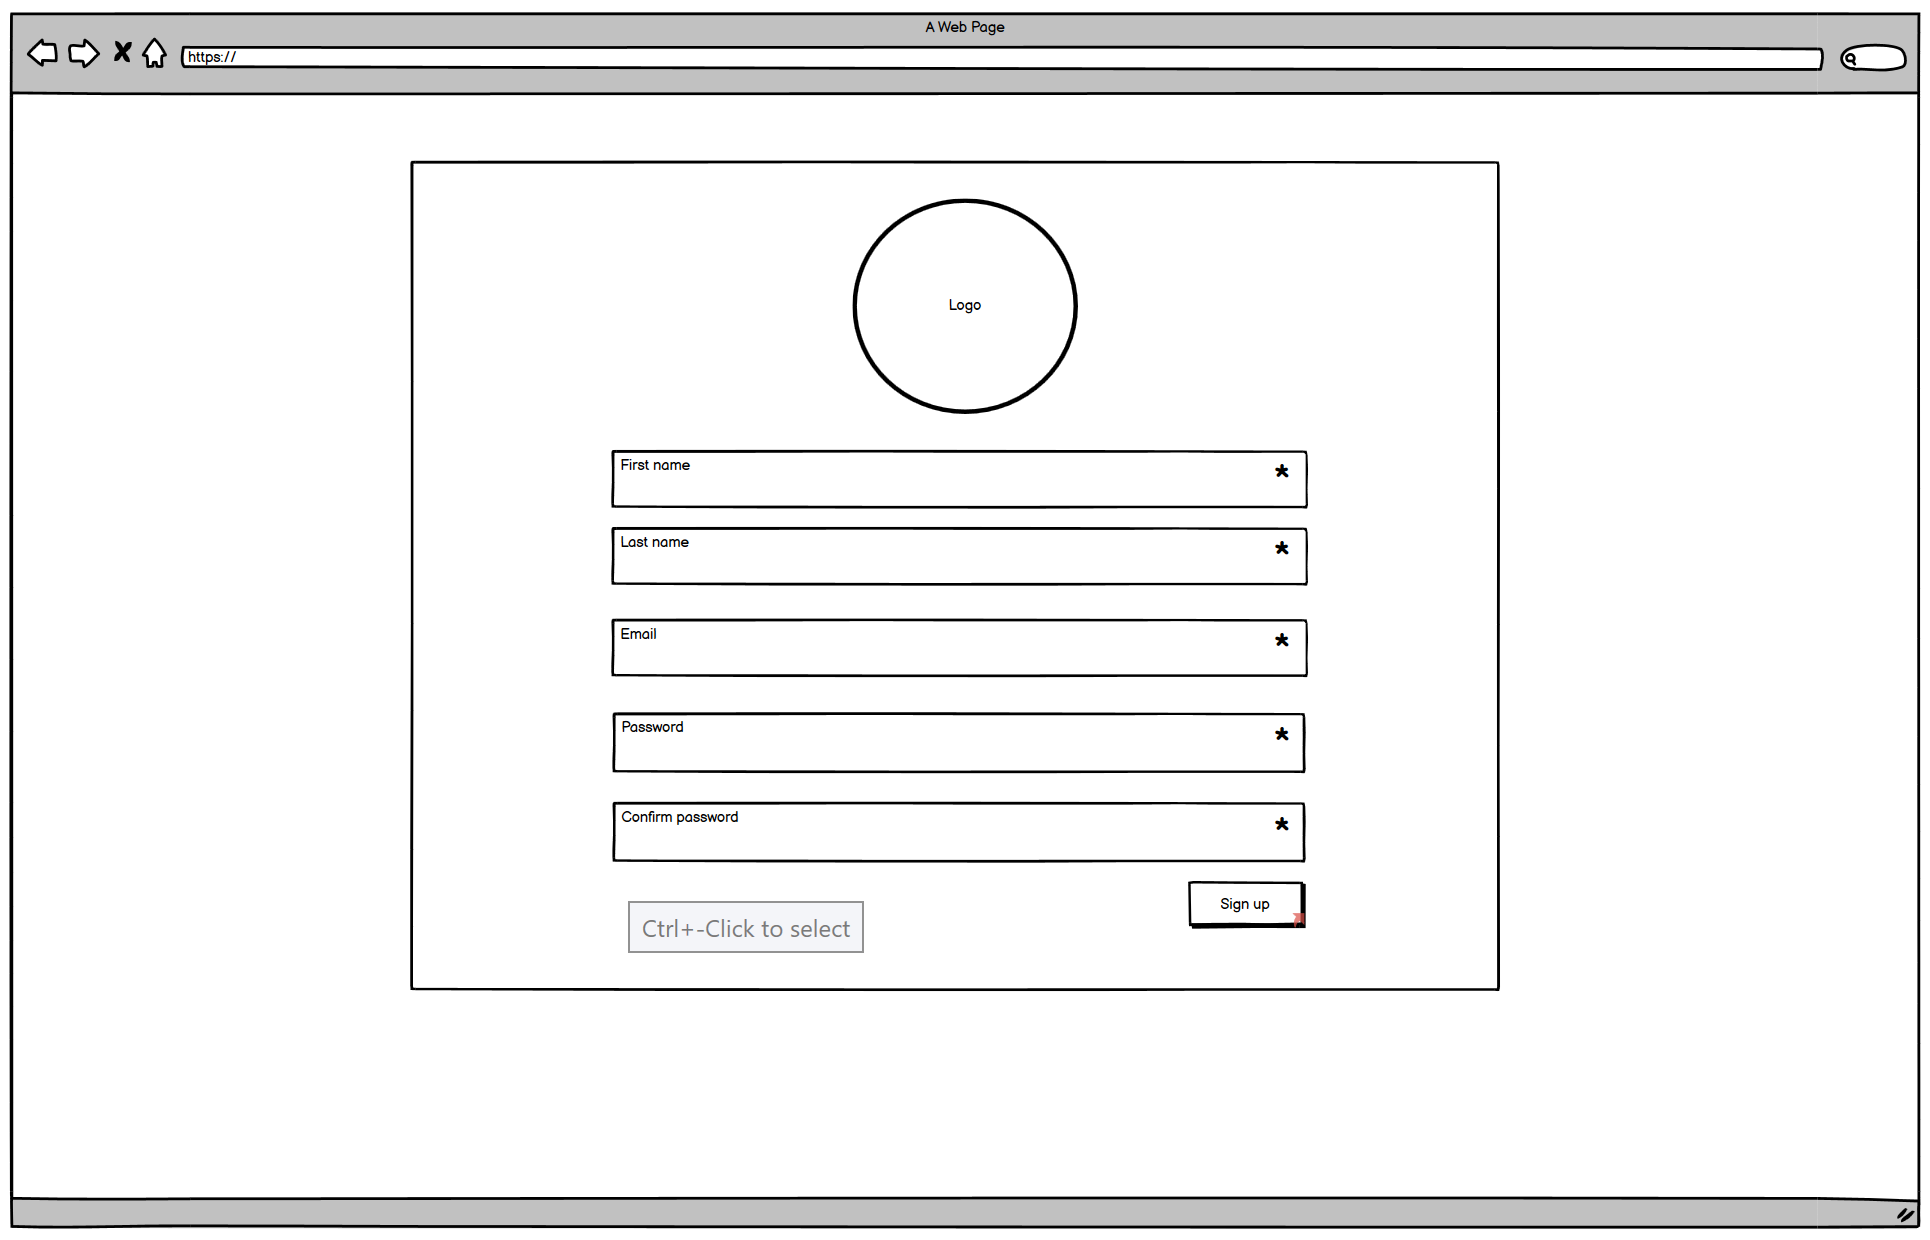 A Web Page
https://
Logo
First name *
Last name *
Email *
Password *
Confirm password *
Sign up
Ctrl+-Click to select